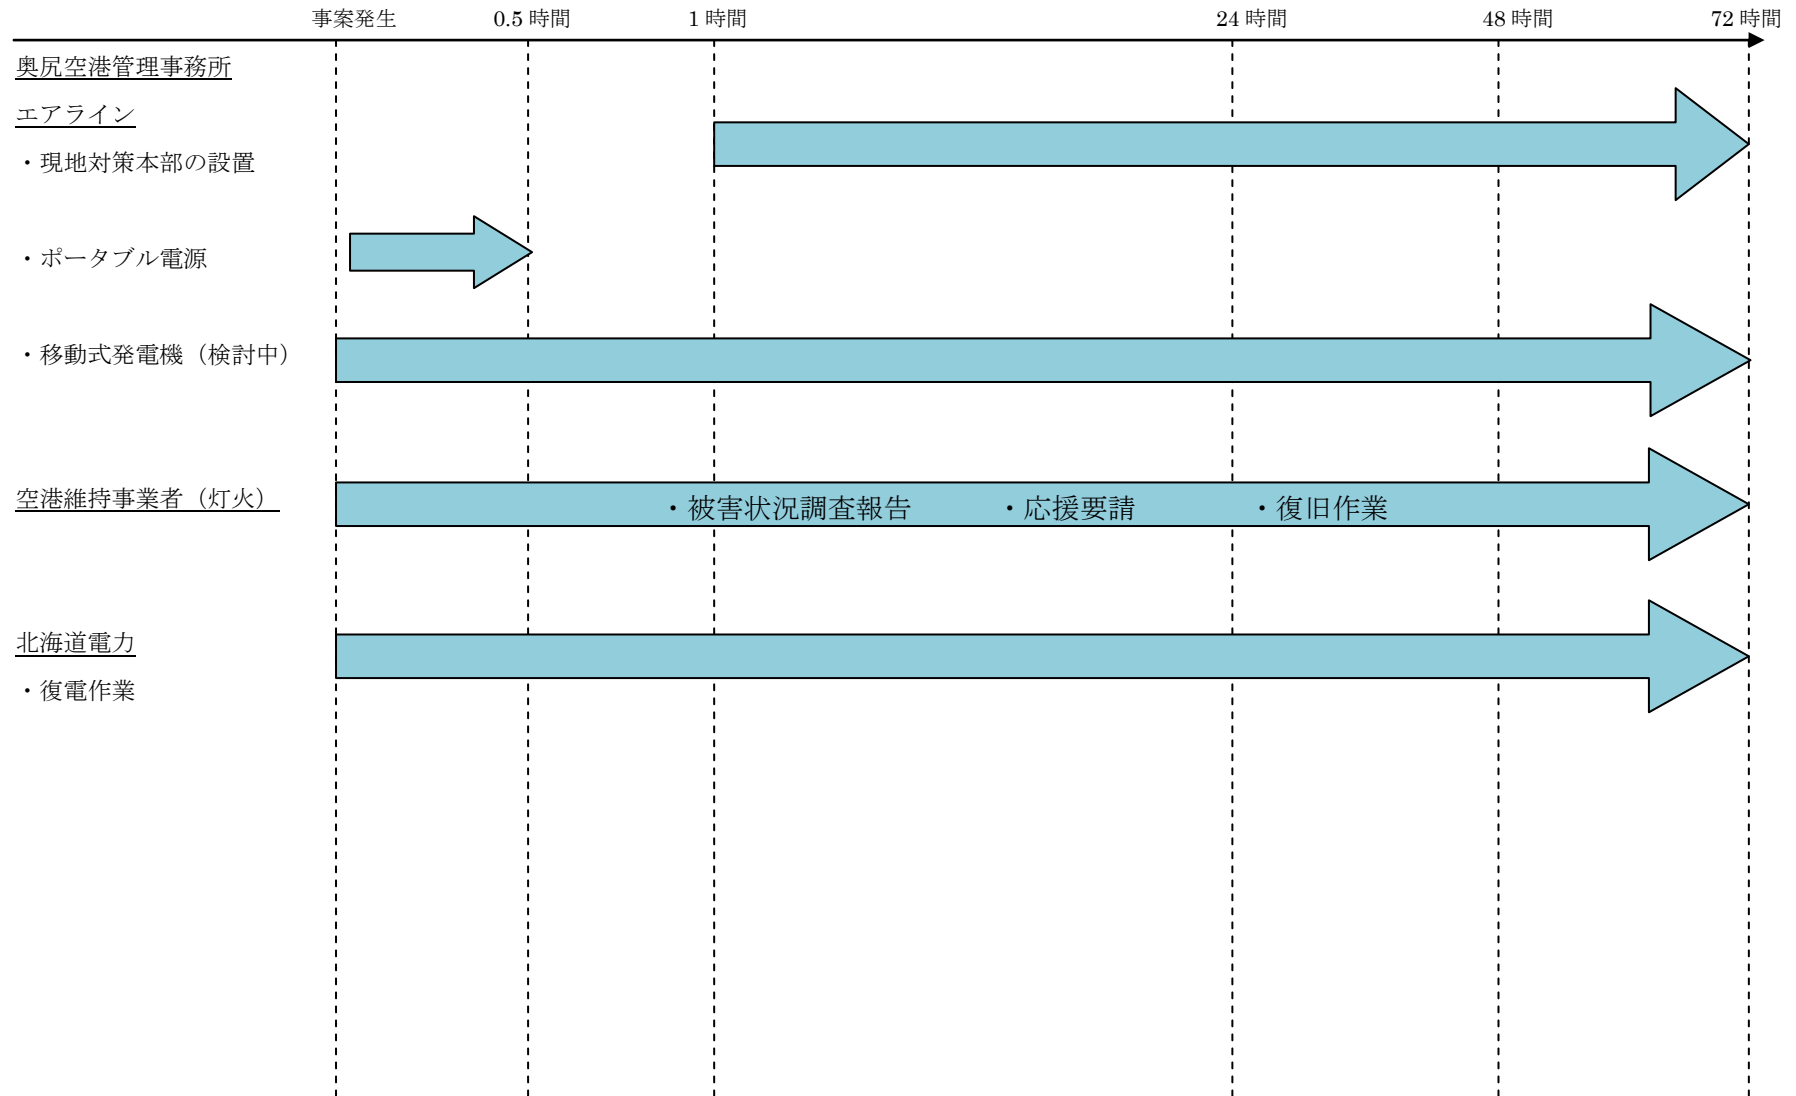 事案発生 0.5 時間 1 時間 24 時間 48 時間 72 時間
奥尻空港管理事務所
エアライン
・現地対策本部の設置
・ポータブル電源
・移動式発電機（検討中）
空港維持事業者（灯火） ・被害状況調査報告 ・応援要請 ・復旧作業
北海道電力
・復電作業